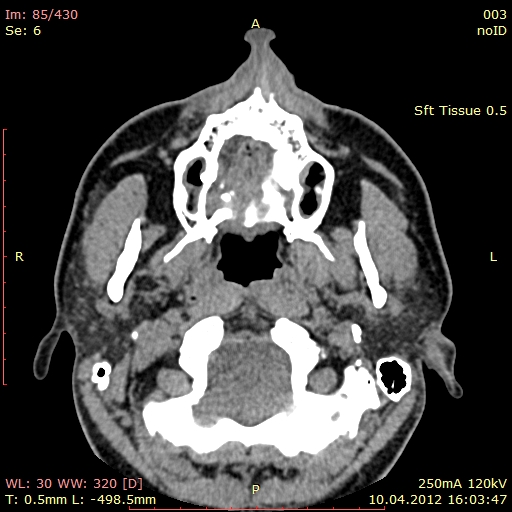 Im: 85/430
Se: 6
A
003
noID
Sft Tissue 0.5
R
L
WL: 30 WW: 320 [D]
T: 0.5mm L: -498.5mm
P
250mA 120kV
10.04.2012 16:03:47